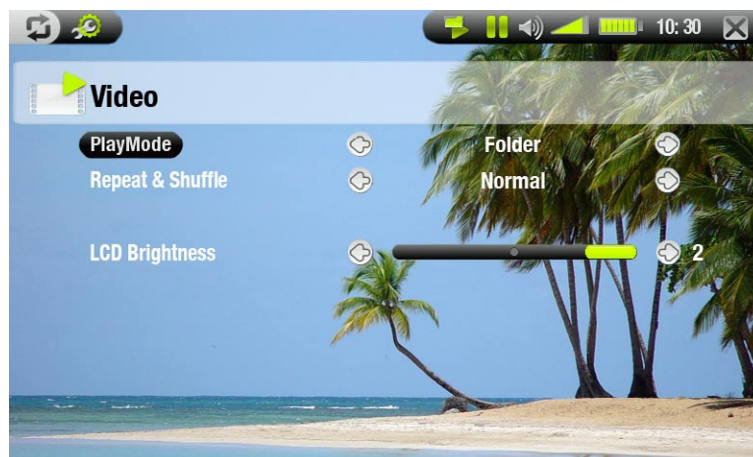 10:30
Video
PlayMode Folder
Repeat & Shuffle Normal
LCD Brightness 2